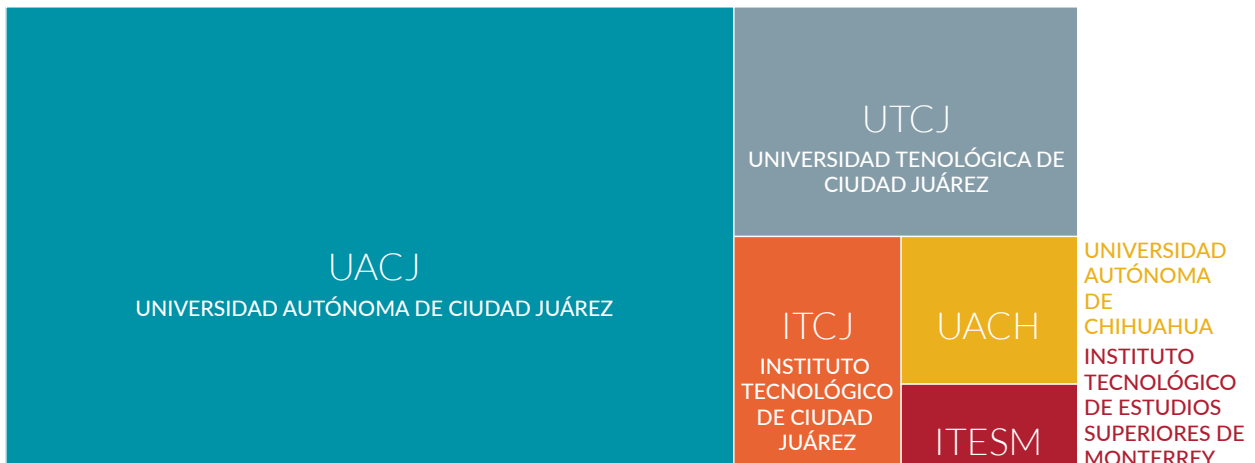 UACJ
UNIVERSIDAD AUTÓNOMA DE CIUDAD JUÁREZ
UTCJ
UNIVERSIDAD TENOLÓGICA DE
CIUDAD JUÁREZ
ITCJ
INSTITUTO
TECNOLÓGICO
DE CIUDAD
JUÁREZ
UACH
UNIVERSIDAD
AUTÓNOMA
DE
CHIHUAHUA
ITESM
INSTITUTO
TECNOLÓGICO
DE ESTUDIOS
SUPERIORES DE
MONTERREY